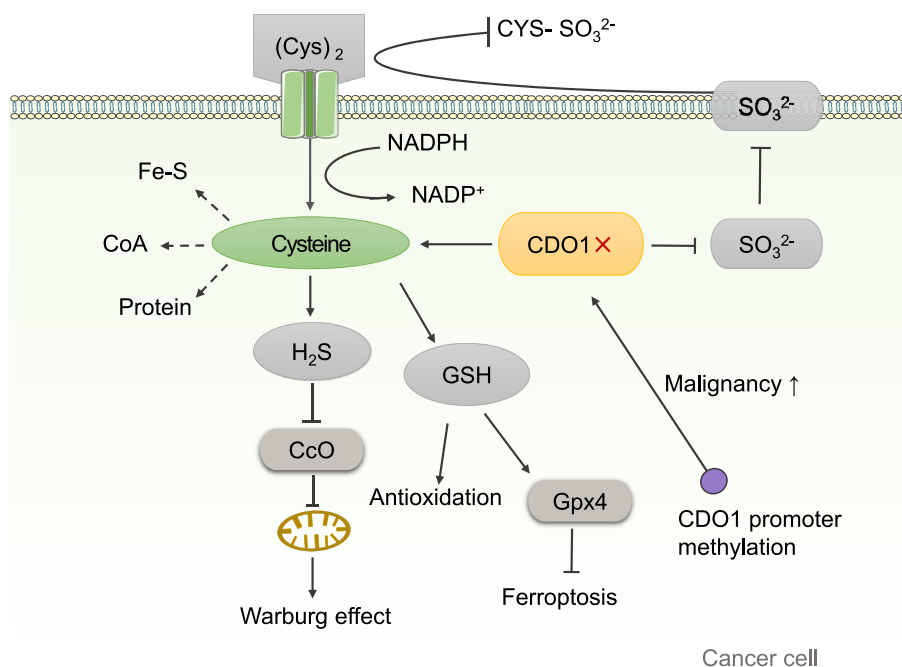 CYS- SO₃²⁻
(Cys) ₂
SO₃²⁻
NADPH
Fe-S
NADP⁺
CoA
Cysteine
CDO1
SO₃²⁻
Protein
H₂S
GSH
Malignancy ↑
CcO
Antioxidation
Gpx4
CDO1 promoter
methylation
Ferroptosis
Warburg effect
Cancer cell